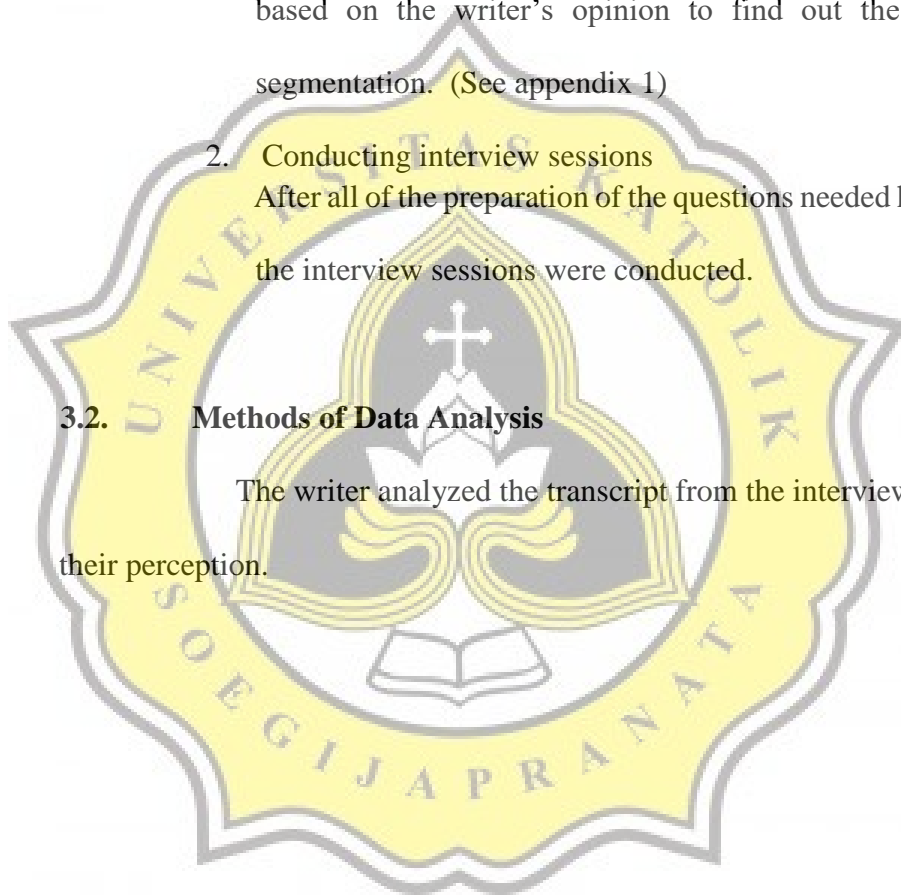 based on the writer’s opinion to find out the
segmentation. (See appendix 1)
2. Conducting interview sessions
After all of the preparation of the questions needed
the interview sessions were conducted.
3.2. Methods of Data Analysis
The writer analyzed the transcript from the interview
their perception.
UNIVERSITAS KATOLIK
SOEGIJAPRANATA